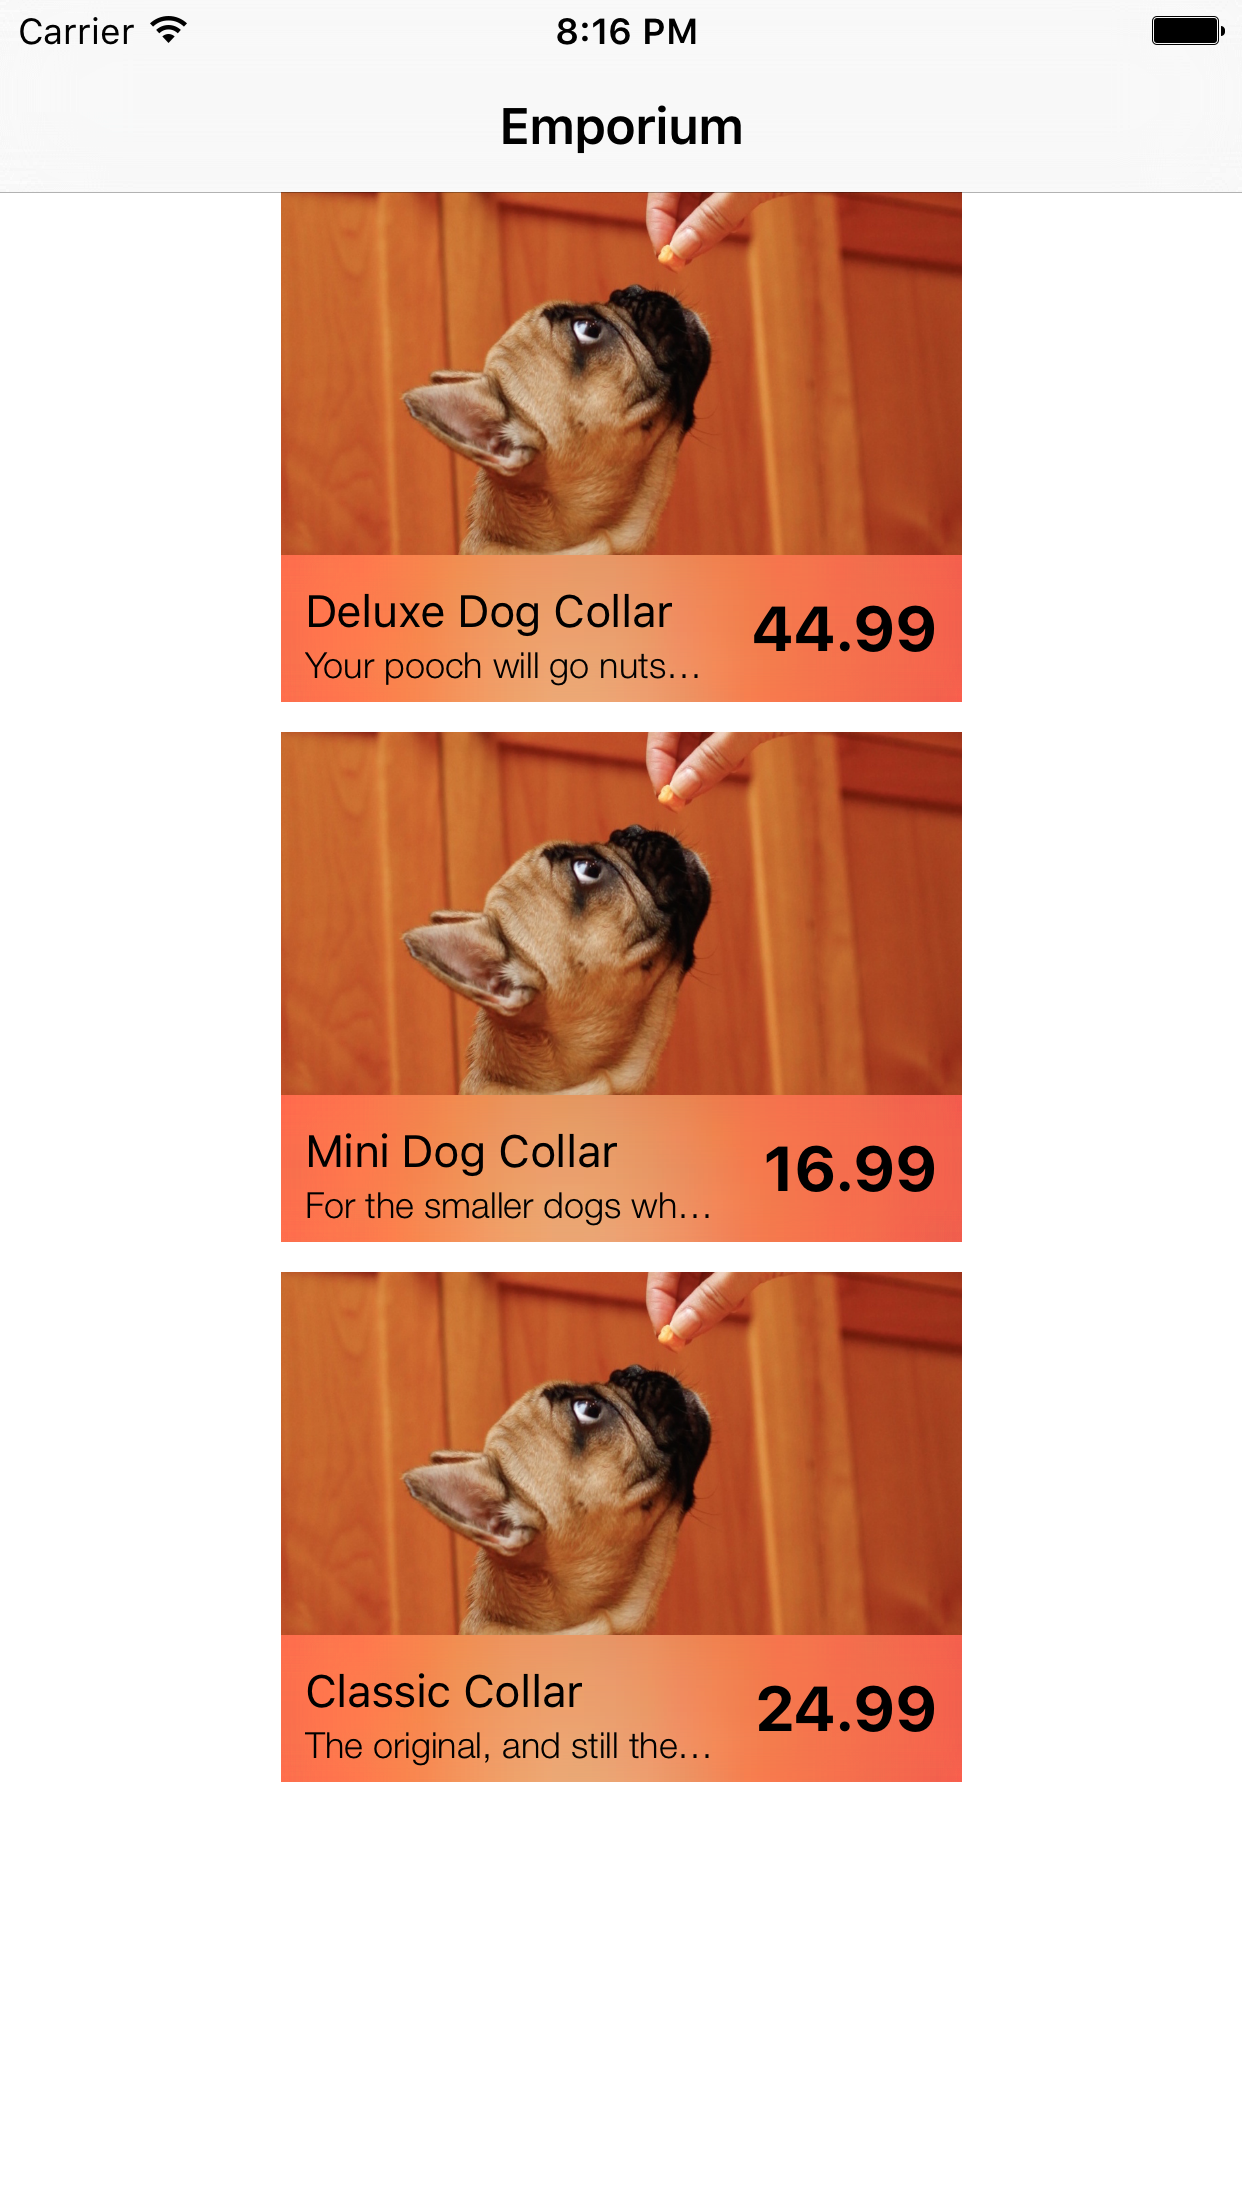 Carrier 8:16 PM
Emporium
Deluxe Dog Collar
Your pooch will go nuts…
44.99
Mini Dog Collar
For the smaller dogs wh…
16.99
Classic Collar
The original, and still the…
24.99